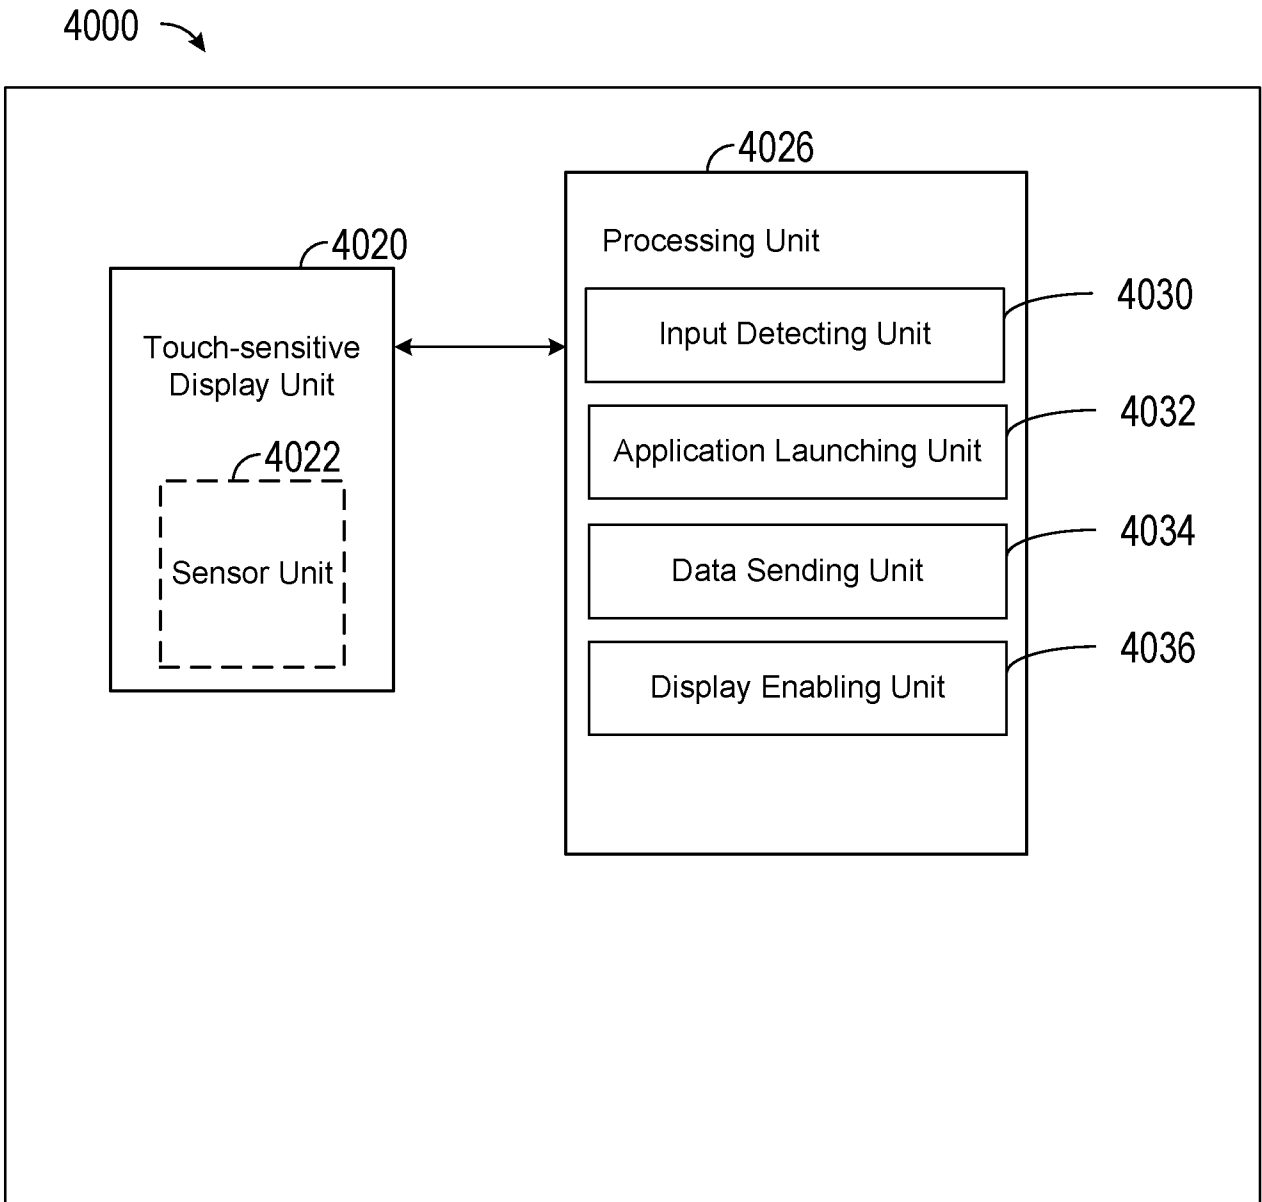 4000
4026
Processing Unit
4020
4030
Input Detecting Unit
Touch-sensitive
Display Unit
4032
Application Launching Unit
4022
4034
Sensor Unit
Data Sending Unit
4036
Display Enabling Unit